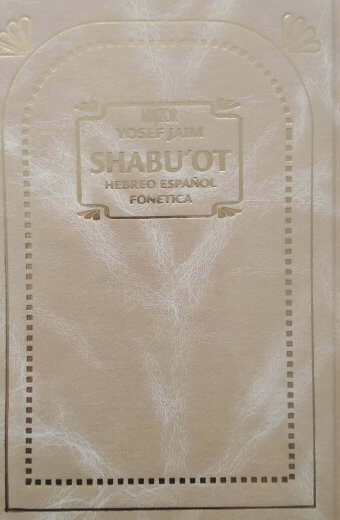 MAJZOR
YOSEF JAIM
SHABU´OT
HEBREO ESPAÑOL
FONETICA